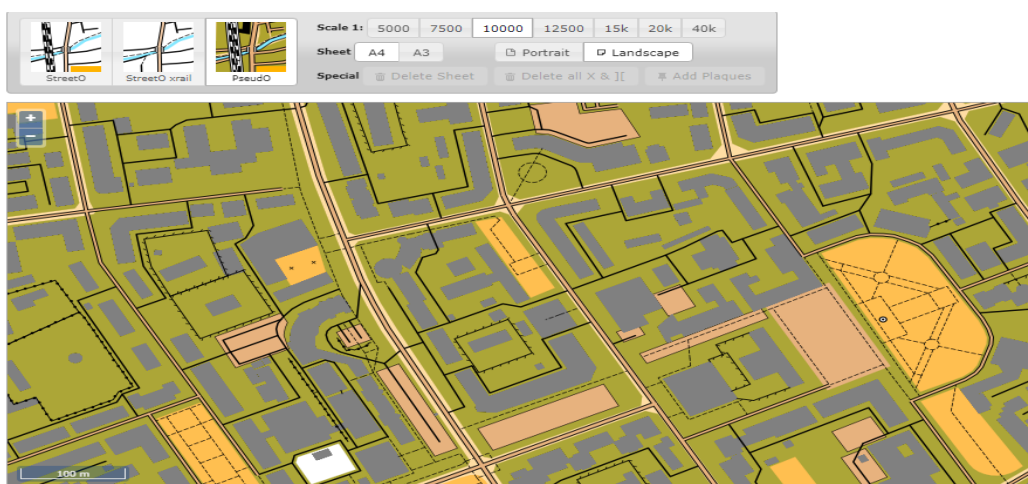 Scale 1: 5000 7500 10000 12500 15k 20k 40k
Sheet A4 A3 Portrait Landscape
StreetO StreetO xrail PseudO Special Delete Sheet Delete all X & ][ Add Plaques
+
−
100 m